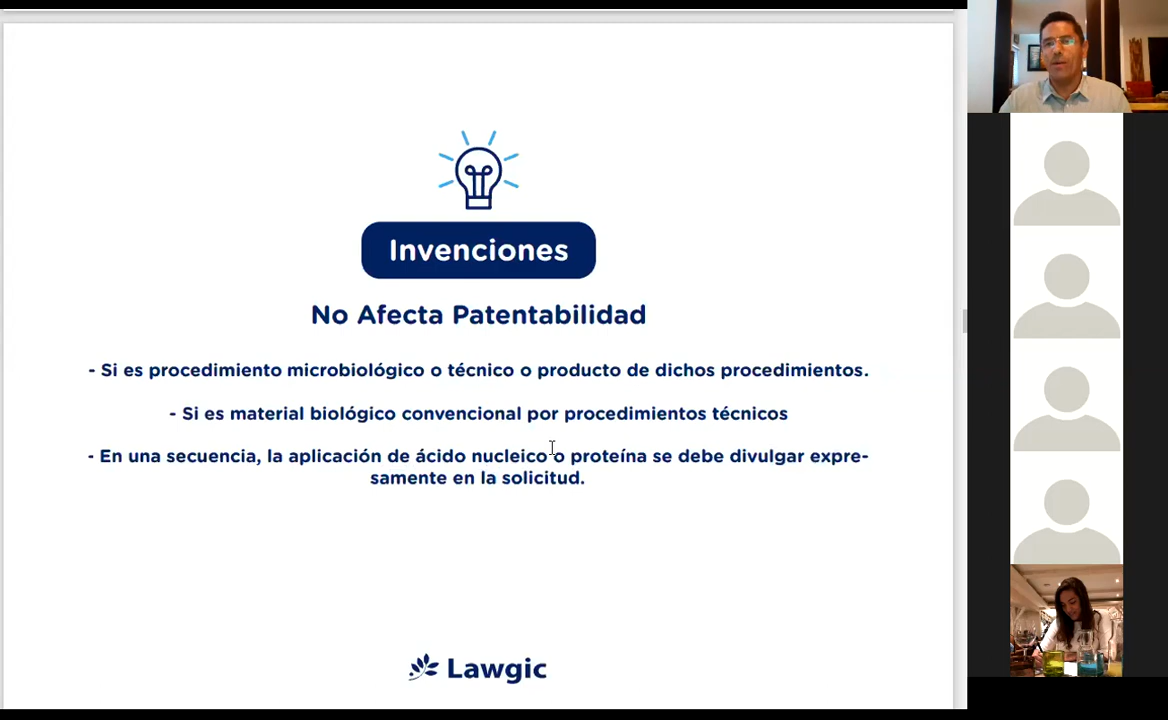 Invenciones
No Afecta Patentabilidad
- Si es procedimiento microbiológico o técnico o producto de dichos procedimientos.
- Si es material biológico convencional por procedimientos técnicos
- En una secuencia, la aplicación de ácido nucleico o proteína se debe divulgar expre-
samente en la solicitud.
Lawgic